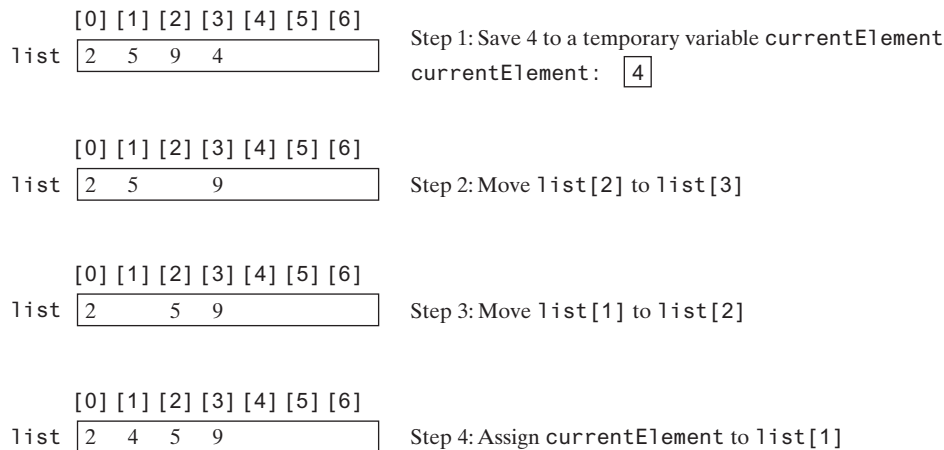 [0] [1] [2] [3] [4] [5] [6]
list 2 5 9 4
Step 1: Save 4 to a temporary variable currentElement
currentElement: 4
[0] [1] [2] [3] [4] [5] [6]
list 2 5 9 Step 2: Move list[2] to list[3]
[0] [1] [2] [3] [4] [5] [6]
list 2 5 9 Step 3: Move list[1] to list[2]
[0] [1] [2] [3] [4] [5] [6]
list 2 4 5 9 Step 4: Assign currentElement to list[1]